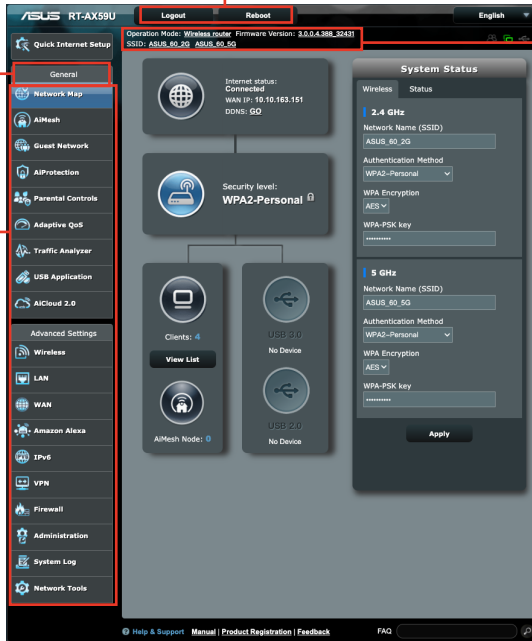 ASUS RT-AX59U
Logout
Reboot
English
Quick Internet Setup
Operation Mode: Wireless router Firmware Version: 3.0.0.4.388_32431
SSID: ASUS_60_2G ASUS_60_5G
General
Network Map
AiMesh
Guest Network
AiProtection
Parental Controls
Adaptive QoS
Traffic Analyzer
USB Application
AiCloud 2.0
Advanced Settings
Wireless
LAN
WAN
Amazon Alexa
IPv6
VPN
Firewall
Administration
System Log
Network Tools
Internet status:
Connected
WAN IP: 10.10.163.151
DDNS: GO
Security level:
WPA2-Personal
Clients: 4
View List
AiMesh Node: 0
USB 3.0
No Device
USB 2.0
No Device
System Status
Wireless
Status
2.4 GHz
Network Name (SSID)
ASUS_60_2G
Authentication Method
WPA2-Personal
WPA Encryption
AES
WPA-PSK key
••••••••••
5 GHz
Network Name (SSID)
ASUS_60_5G
Authentication Method
WPA2-Personal
WPA Encryption
AES
WPA-PSK key
••••••••••
Apply
Help & Support Manual | Product Registration | Feedback
FAQ